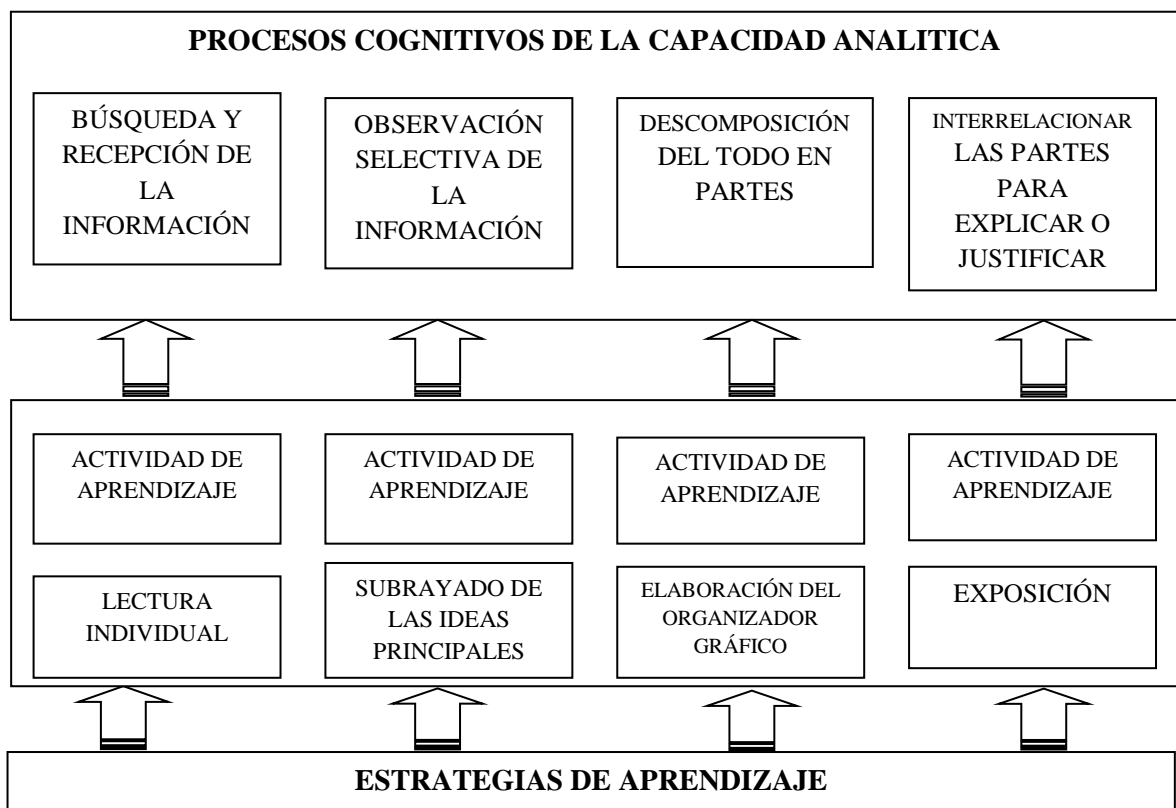 PROCESOS COGNITIVOS DE LA CAPACIDAD ANALITICA
BÚSQUEDA Y
RECEPCIÓN DE
LA
INFORMACIÓN
OBSERVACIÓN
SELECTIVA DE
LA
INFORMACIÓN
DESCOMPOSICIÓN
DEL TODO EN
PARTES
INTERRELACIONAR
LAS PARTES
PARA
EXPLICAR O
JUSTIFICAR
ACTIVIDAD DE
APRENDIZAJE
ACTIVIDAD DE
APRENDIZAJE
ACTIVIDAD DE
APRENDIZAJE
ACTIVIDAD DE
APRENDIZAJE
LECTURA
INDIVIDUAL
SUBRAYADO DE
LAS IDEAS
PRINCIPALES
ELABORACIÓN DEL
ORGANIZADOR
GRÁFICO
EXPOSICIÓN
ESTRATEGIAS DE APRENDIZAJE